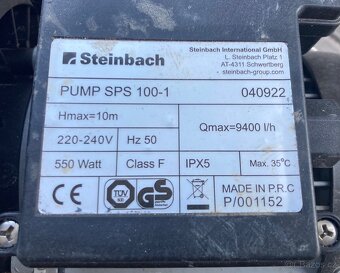 Steinbach
Steinbach International GmbH
L. Steinbach Platz 1
AT-4311 Schwertberg
steinbach-group.com
PUMP SPS 100-1 040922
Hmax=10m
Qmax=9400 l/h
220-240V Hz 50
550 Watt Class F IPX5 Max. 35°C
CE TÜV GS
MADE IN P.R.C
P/001152